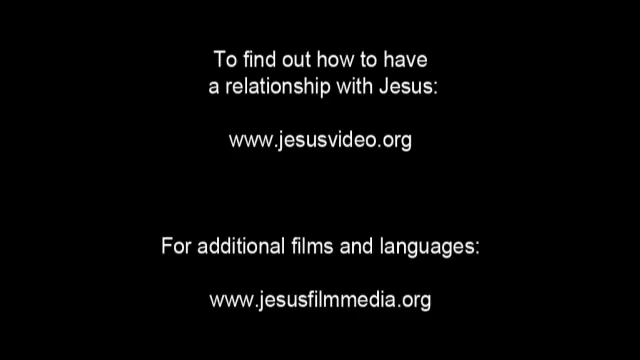 To find out how to have
a relationship with Jesus:
www.jesusvideo.org
For additional films and languages:
www.jesusfilmmedia.org